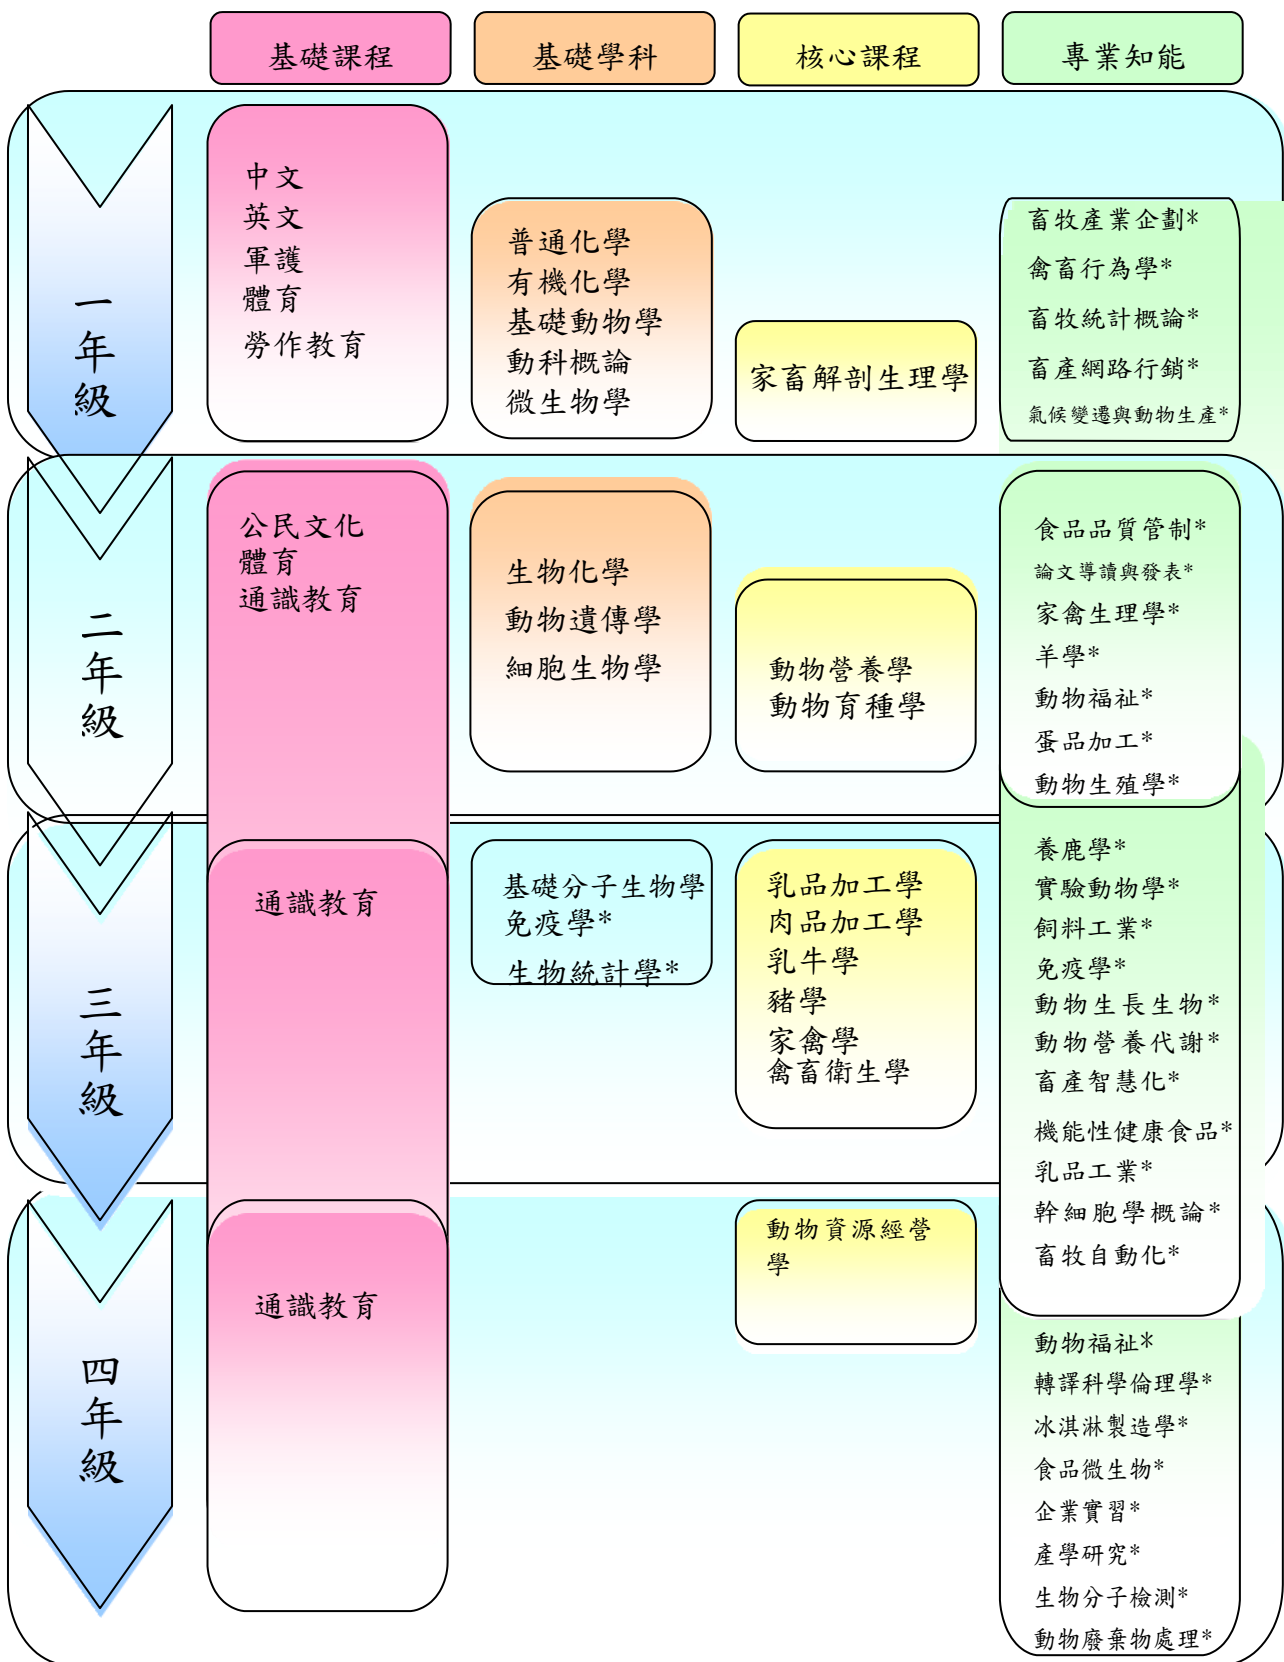 基礎課程
基礎學科
核心課程
專業知能
一年級
中文
英文
軍護
體育
勞作教育
普通化學
有機化學
基礎動物學
動科概論
微生物學
家畜解剖生理學
畜牧產業企劃*
禽畜行為學*
畜牧統計概論*
畜產網路行銷*
氣候變遷與動物生產*
二年級
公民文化
體育
通識教育
生物化學
動物遺傳學
細胞生物學
動物營養學
動物育種學
食品品質管制*
論文導讀與發表*
家禽生理學*
羊學*
動物福祉*
蛋品加工*
動物生殖學*
三年級
通識教育
基礎分子生物學
免疫學*
生物統計學*
乳品加工學
肉品加工學
乳牛學
豬學
家禽學
禽畜衛生學
養鹿學*
實驗動物學*
飼料工業*
免疫學*
動物生長生物*
動物營養代謝*
畜產智慧化*
機能性健康食品*
乳品工業*
幹細胞學概論*
畜牧自動化*
四年級
通識教育
動物資源經營
學
動物福祉*
轉譯科學倫理學*
冰淇淋製造學*
食品微生物*
企業實習*
產學研究*
生物分子檢測*
動物廢棄物處理*